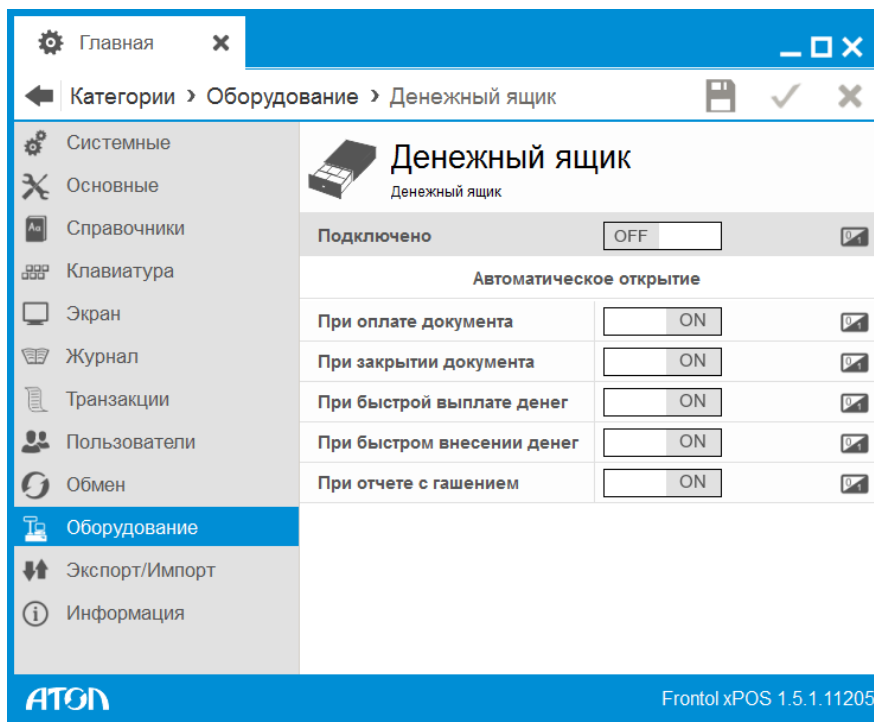 Главная
Категории › Оборудование › Денежный ящик
Системные
Основные
Справочники
Клавиатура
Экран
Журнал
Транзакции
Пользователи
Обмен
Оборудование
Экспорт/Импорт
Информация
Денежный ящик
Денежный ящик
Подключено OFF
Автоматическое открытие
При оплате документа ON
При закрытии документа ON
При быстрой выплате денег ON
При быстром внесении денег ON
При отчете с гашением ON
АТОЛ
Frontol xPOS 1.5.1.11205